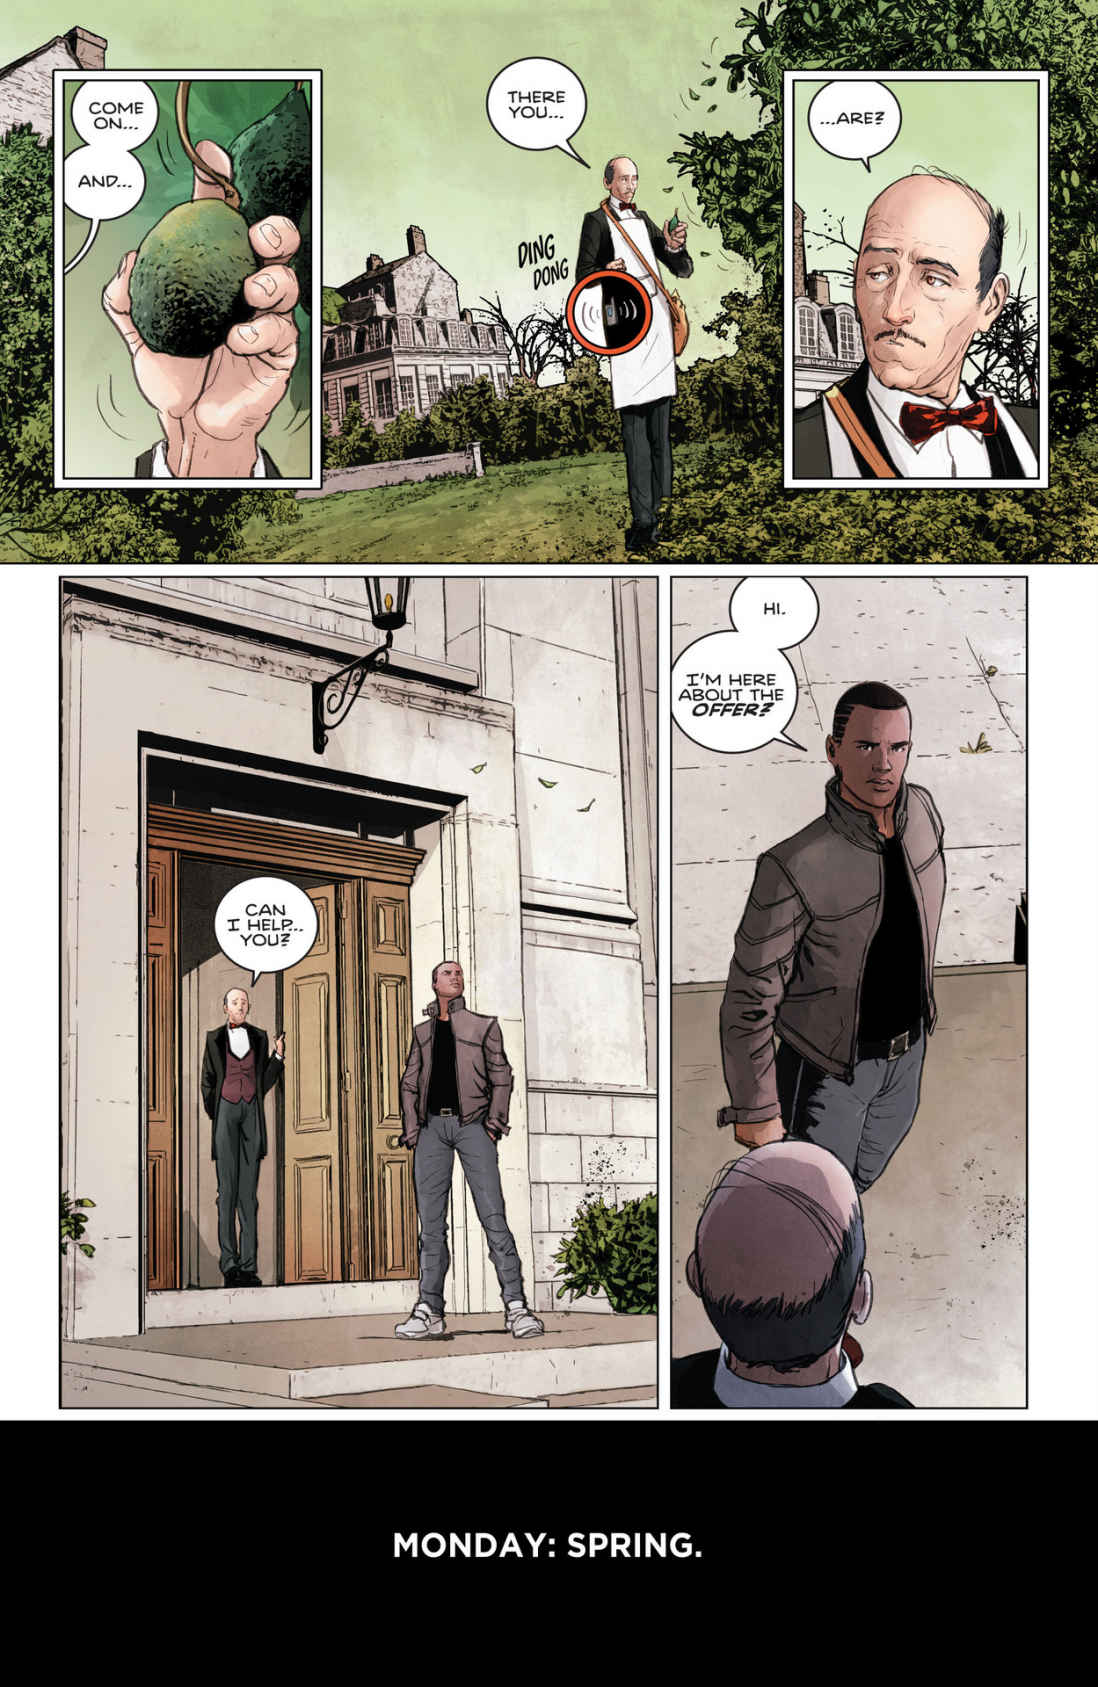 COME
ON...
AND...
THERE
YOU...
DING
DONG
...ARE?
CAN
I HELP...
YOU?
HI.
I'M HERE
ABOUT THE
OFFER?
MONDAY: SPRING.